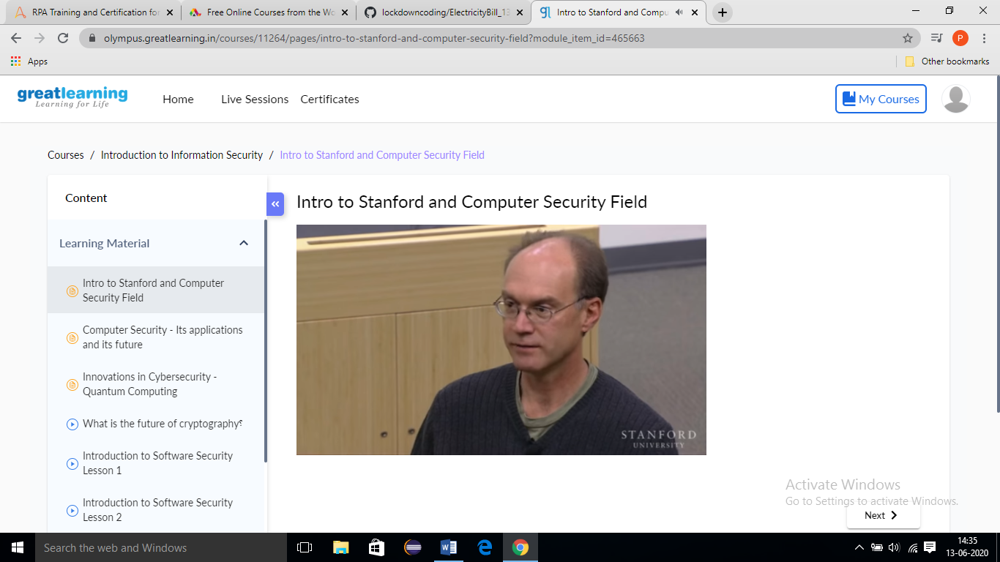 RPA Training and Certification for
Free Online Courses from the Wo
lockdowncoding/ElectricityBill_13
Intro to Stanford and Compu
olympus.greatlearning.in/courses/11264/pages/intro-to-stanford-and-computer-security-field?module_item_id=465663
P
Apps
Other bookmarks
greatlearning
Learning for Life
Home
Live Sessions
Certificates
My Courses
Courses / Introduction to Information Security / Intro to Stanford and Computer Security Field
Content
Learning Material
Intro to Stanford and Computer
Security Field
Computer Security - Its applications
and its future
Innovations in Cybersecurity -
Quantum Computing
What is the future of cryptography?
Introduction to Software Security
Lesson 1
Introduction to Software Security
Lesson 2
Intro to Stanford and Computer Security Field
STANFORD
UNIVERSITY
Activate Windows
Go to Settings to activate Windows.
Next
Search the web and Windows
14:35
13-06-2020